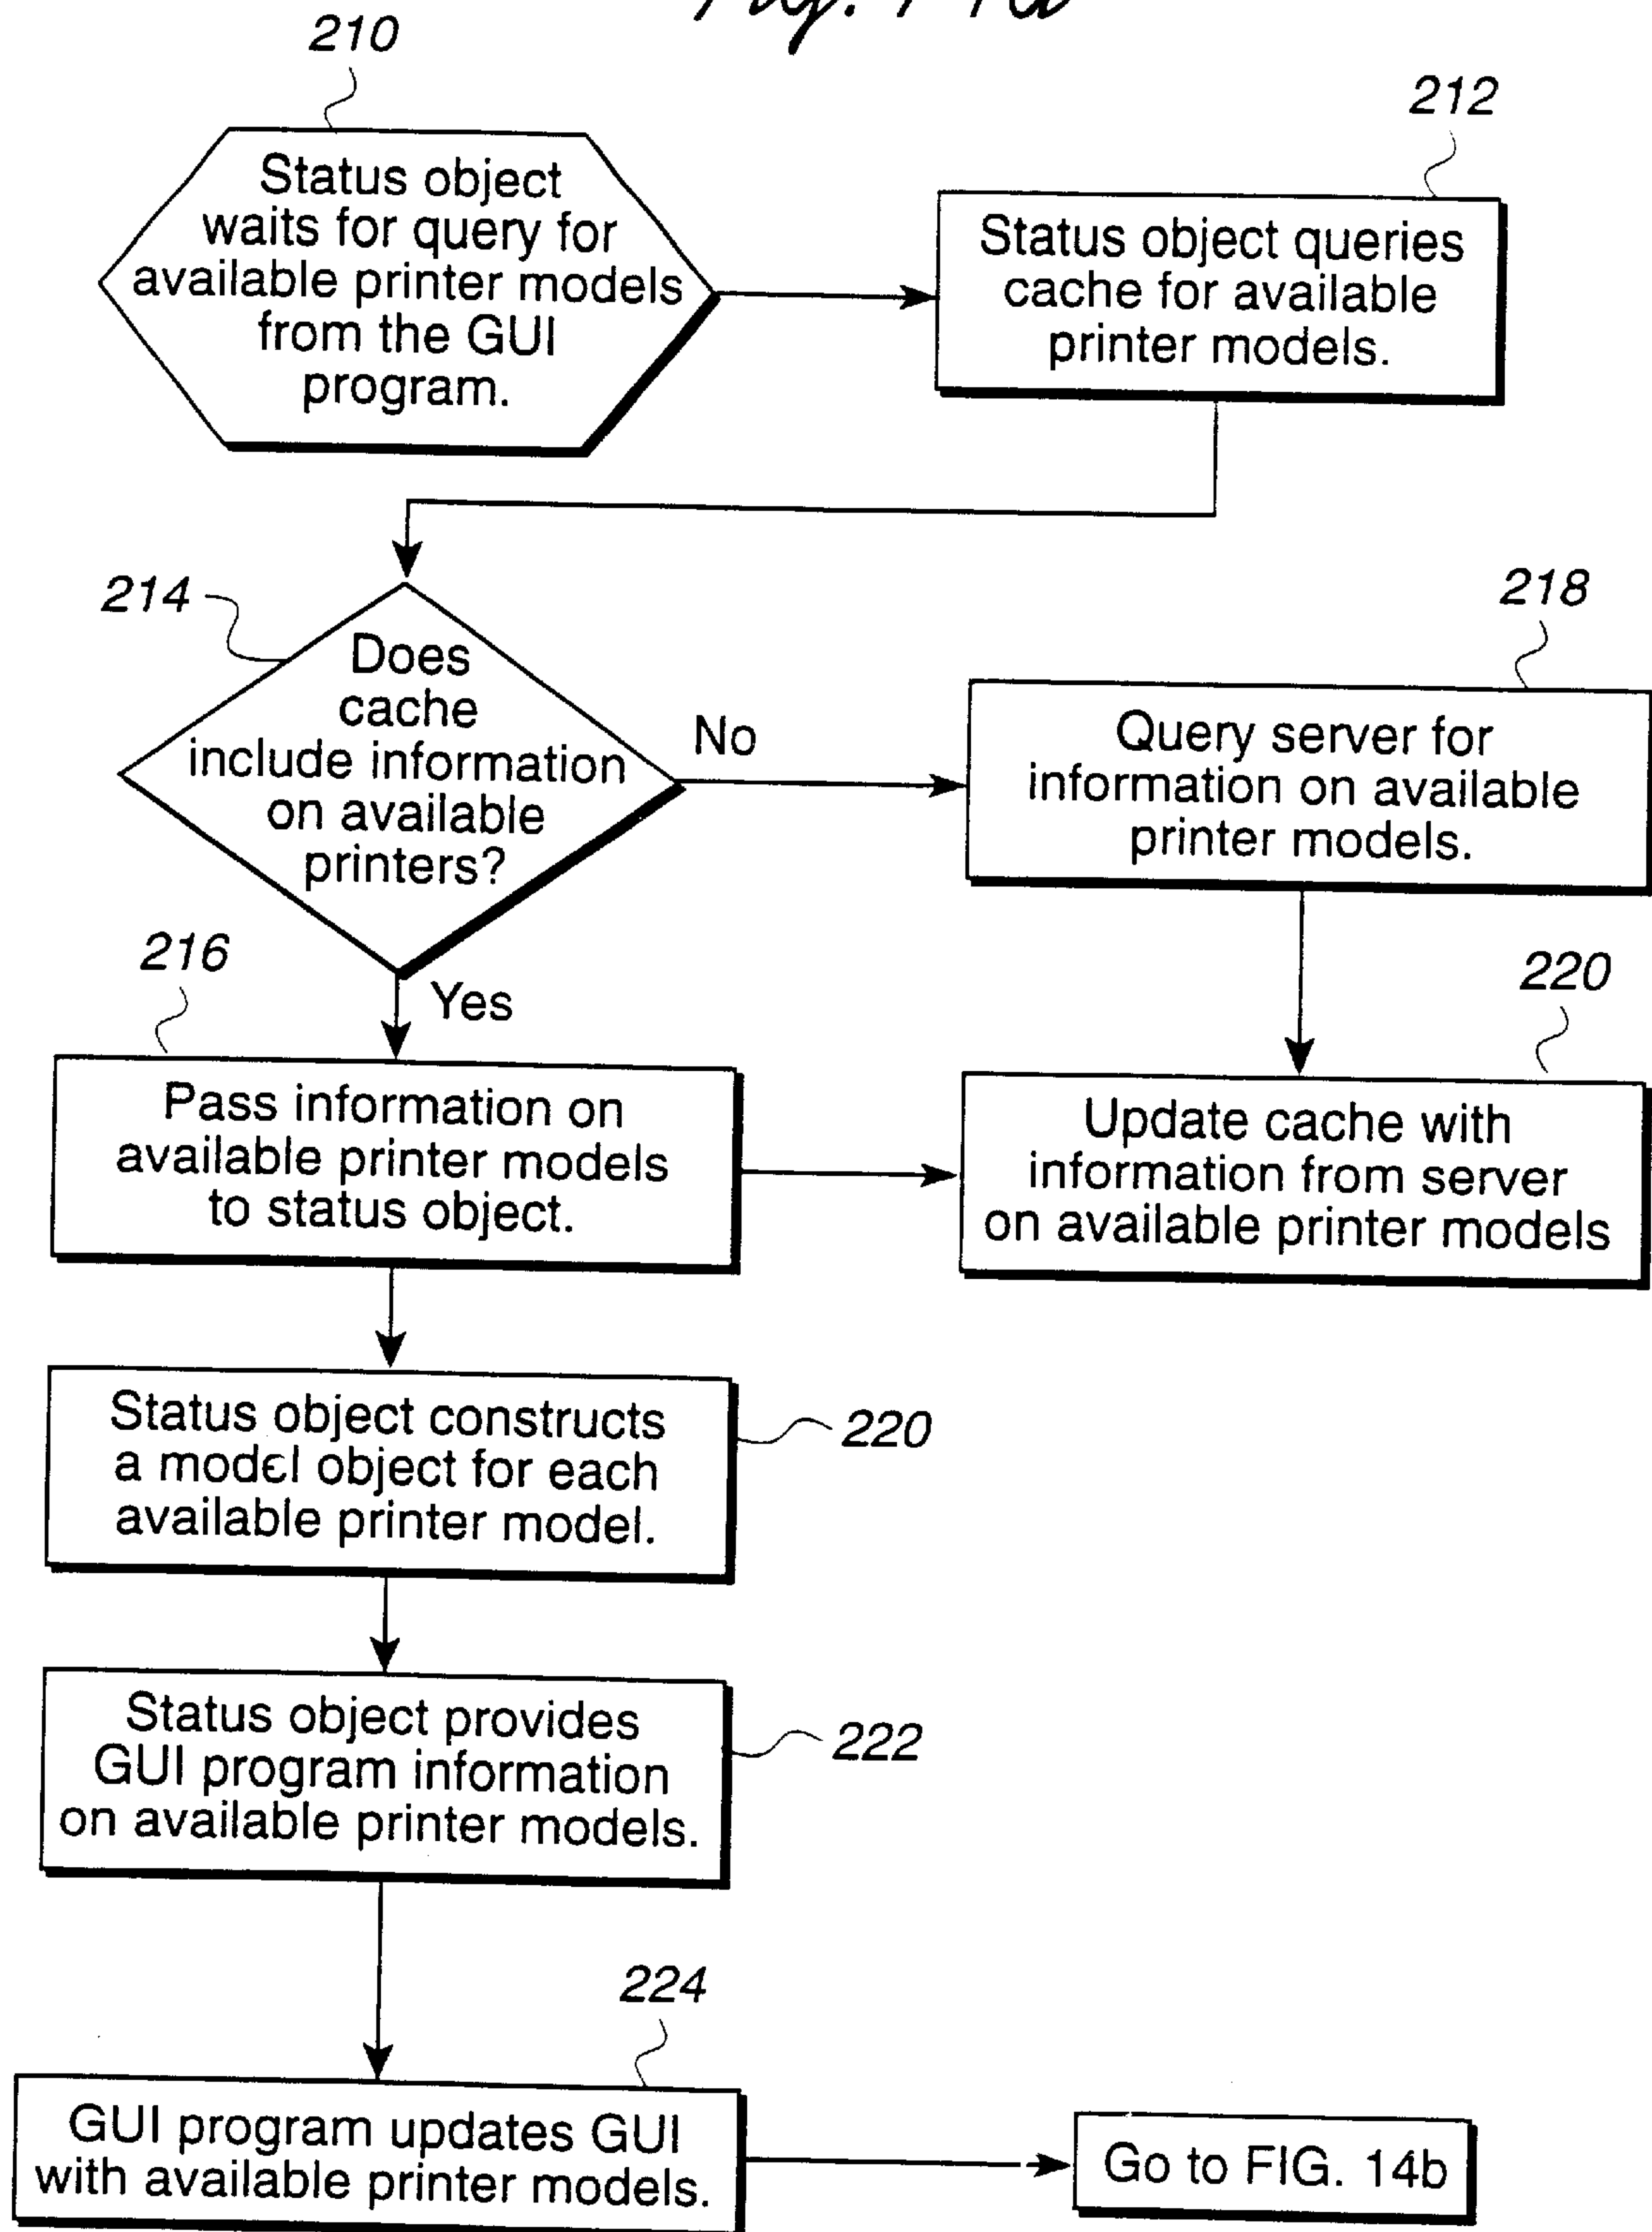 210
Status object
waits for query for
available printer models
from the GUI
program.
212
Status object queries
cache for available
printer models.
214
Does
cache
include information
on available
printers?
No
Yes
218
Query server for
information on available
printer models.
216
Pass information on
available printer models
to status object.
220
Update cache with
information from server
on available printer models
Status object constructs
a model object for each
available printer model.
220
Status object provides
GUI program information
on available printer models.
222
224
GUI program updates GUI
with available printer models.
Go to FIG. 14b